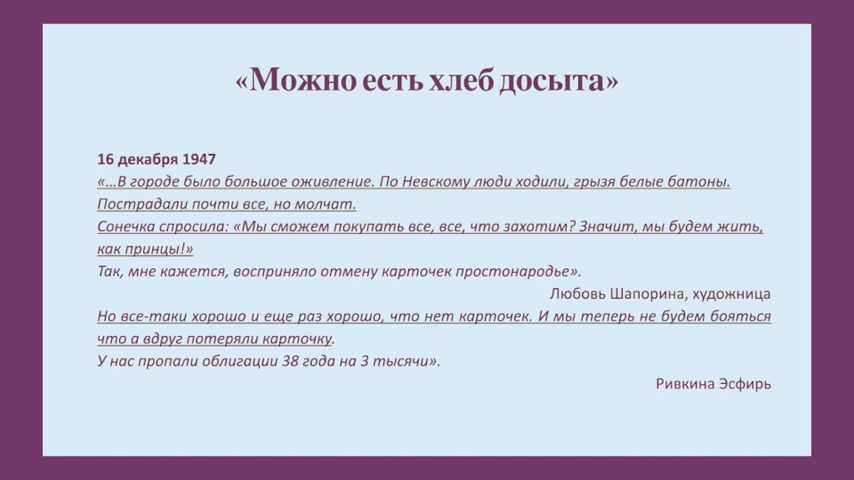 «Можно есть хлеб досыта»
16 декабря 1947
«…В городе было большое оживление. По Невскому люди ходили, грызя белые батоны.
Пострадали почти все, но молчат.
Сонечка спросила: «Мы сможем покупать все, все, что захотим? Значит, мы будем жить,
как принцы!»
Так, мне кажется, восприняло отмену карточек простонародье».
Любовь Шапорина, художница
Но все-таки хорошо и еще раз хорошо, что нет карточек. И мы теперь не будем бояться
что а вдруг потеряли карточку.
У нас пропали облигации 38 года на 3 тысячи».
Ривкина Эсфирь